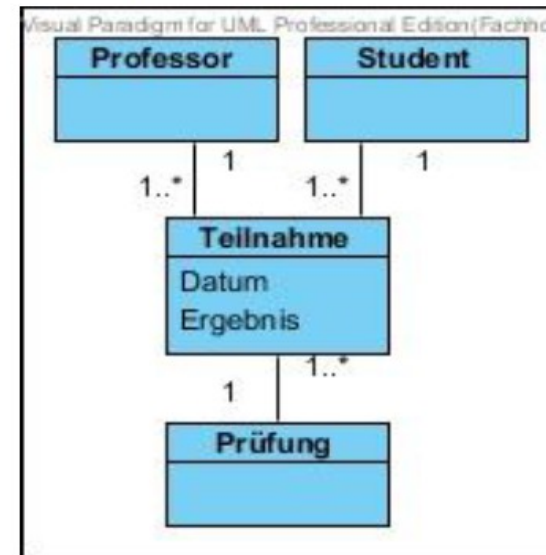 Visual Paradigm for UML Professional Edition(Fachho
Professor
Student
1
1
1..*
1..*
Teilnahme
Datum
Ergebnis
1..*
1
Prüfung